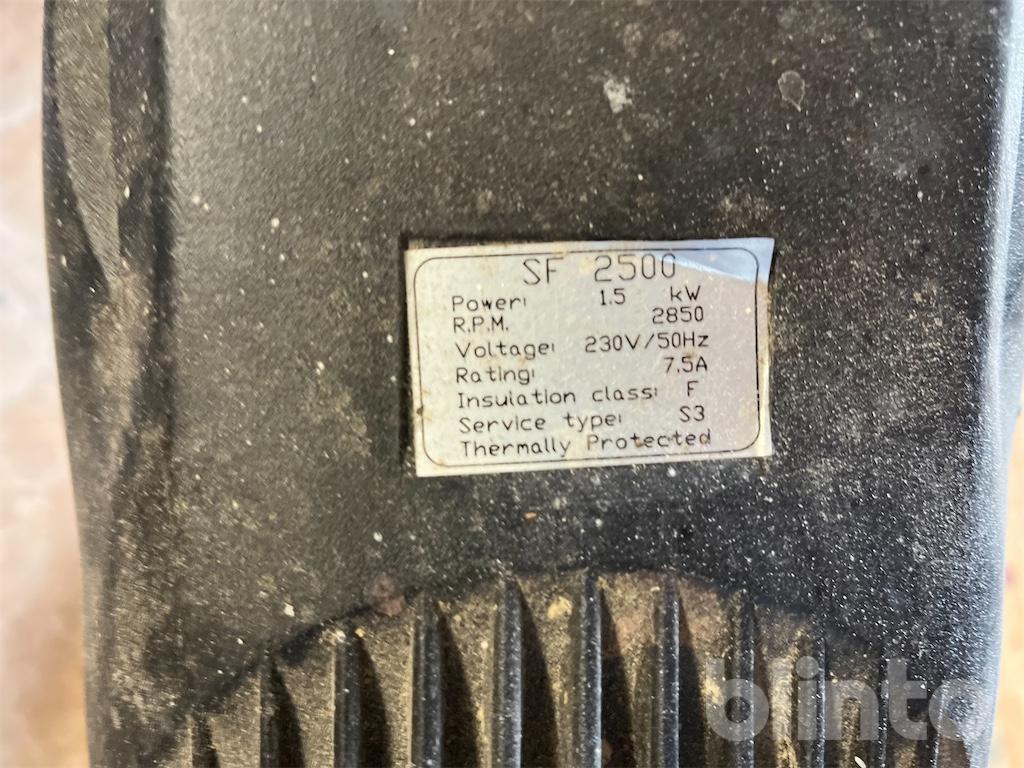 SF 2500
Power: 1.5 kW
R.P.M. 2850
Voltage: 230V/50Hz
Rating: 7.5A
Insulation class: F
Service type: S3
Thermally Protected
blinto